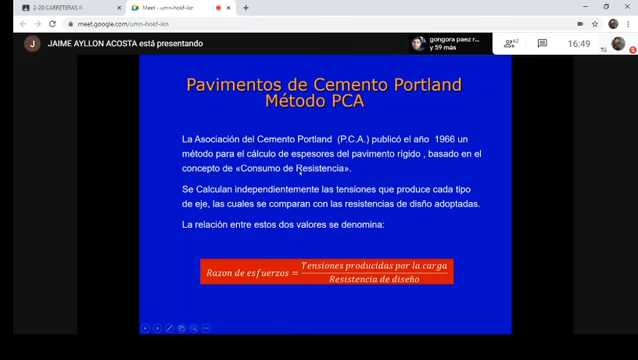 2-20 CARRETERAS II
Meet - umn-hokf-ikn
meet.google.com/umn-hokf-ikn
J JAIME AYLLON ACOSTA está presentando
gongora paez r...
y 59 más
62
16:49
Tú
Pavimentos de Cemento Portland
Método PCA
La Asociación del Cemento Portland (P.C.A.) publicó el año 1966 un
método para el cálculo de espesores del pavimento rígido , basado en el
concepto de «Consumo de Resistencia».
Se Calculan independientemente las tensiones que produce cada tipo
de eje, las cuales se comparan con las resistencias de disño adoptadas.
La relación entre estos dos valores se denomina:
Razon de esfuerzos = Tensiones producidas por la carga
Resistencia de diseño